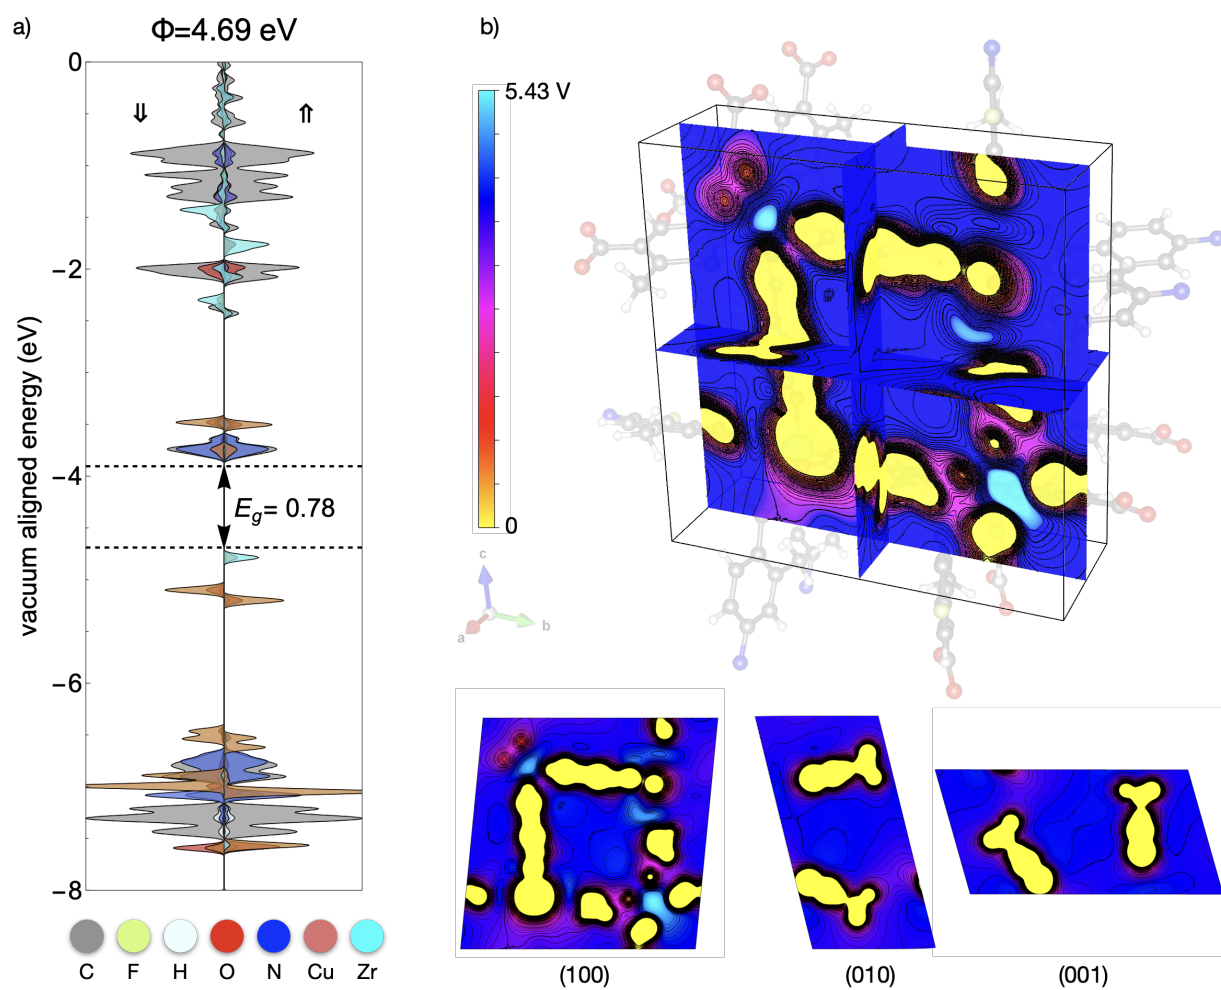 a)
Φ=4.69 eV
vacuum aligned energy (eV)
0
−2
−4
−6
−8
⇓
⇑
E_g= 0.78
C F H O N Cu Zr
b)
5.43 V
0
c
a
b
(100)
(010)
(001)